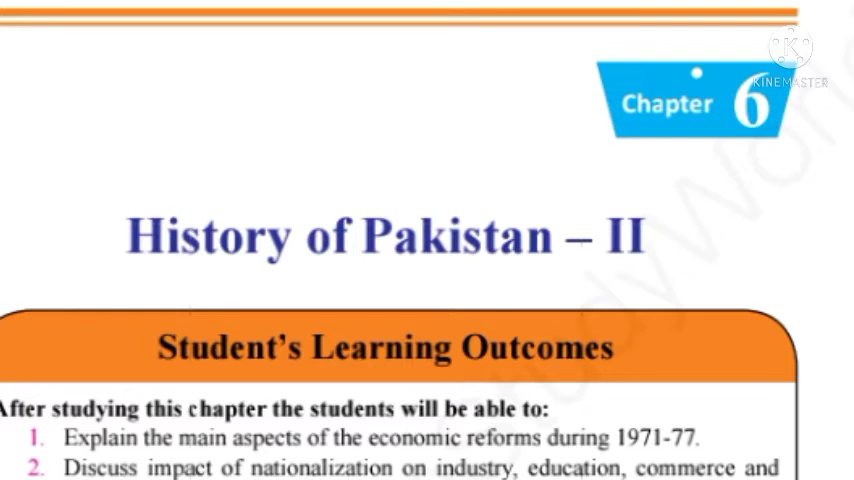 KINEMASTER
Chapter 6
History of Pakistan – II
Student's Learning Outcomes
After studying this chapter the students will be able to:
1. Explain the main aspects of the economic reforms during 1971-77.
2. Discuss impact of nationalization on industry, education, commerce and